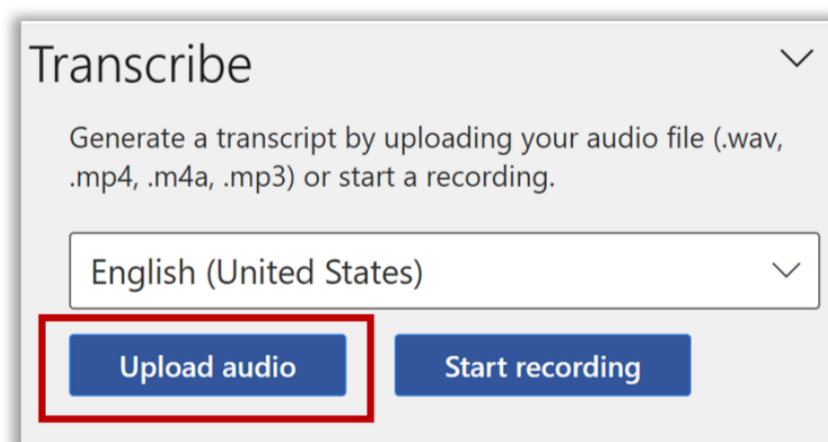 Transcribe
Generate a transcript by uploading your audio file (.wav,
.mp4, .m4a, .mp3) or start a recording.
English (United States)
Upload audio
Start recording